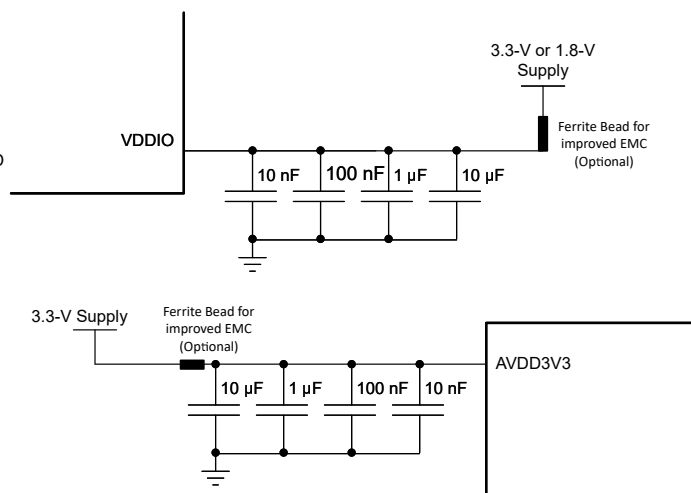 3.3-V or 1.8-V
Supply
VDDIO
Ferrite Bead for
improved EMC
(Optional)
10 nF
100 nF
1 µF
10 µF
3.3-V Supply
Ferrite Bead for
improved EMC
(Optional)
AVDD3V3
10 µF
1 µF
100 nF
10 nF